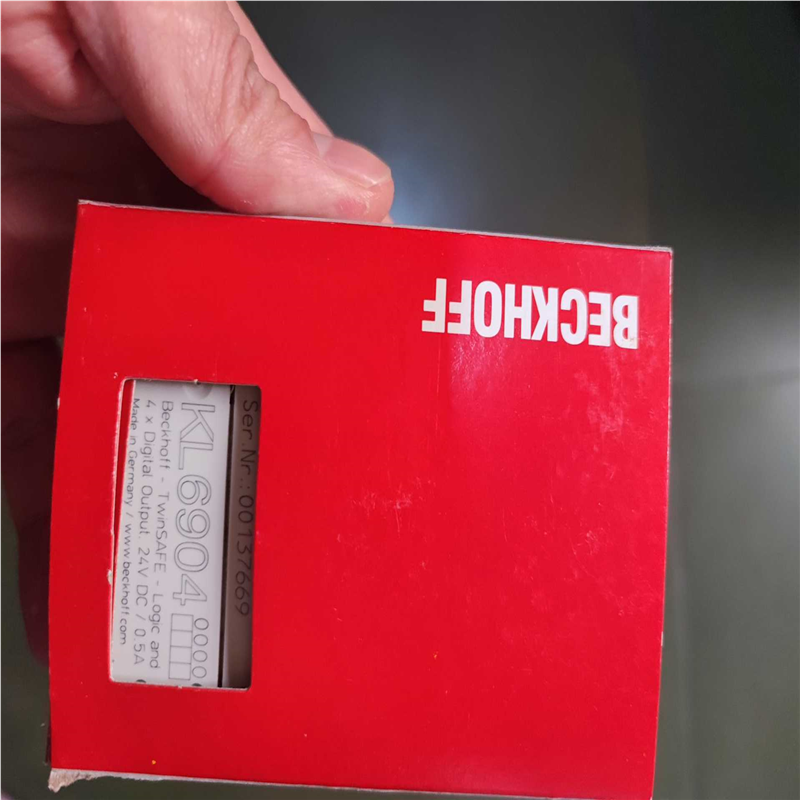 BECKHOFF
Ser.Nr.: 00137669
KL6904 0000
Beckhoff - TwinSAFE - Logic and
4 x Digital Output, 24V DC / 0.5A
Made in Germany / www.beckhoff.com